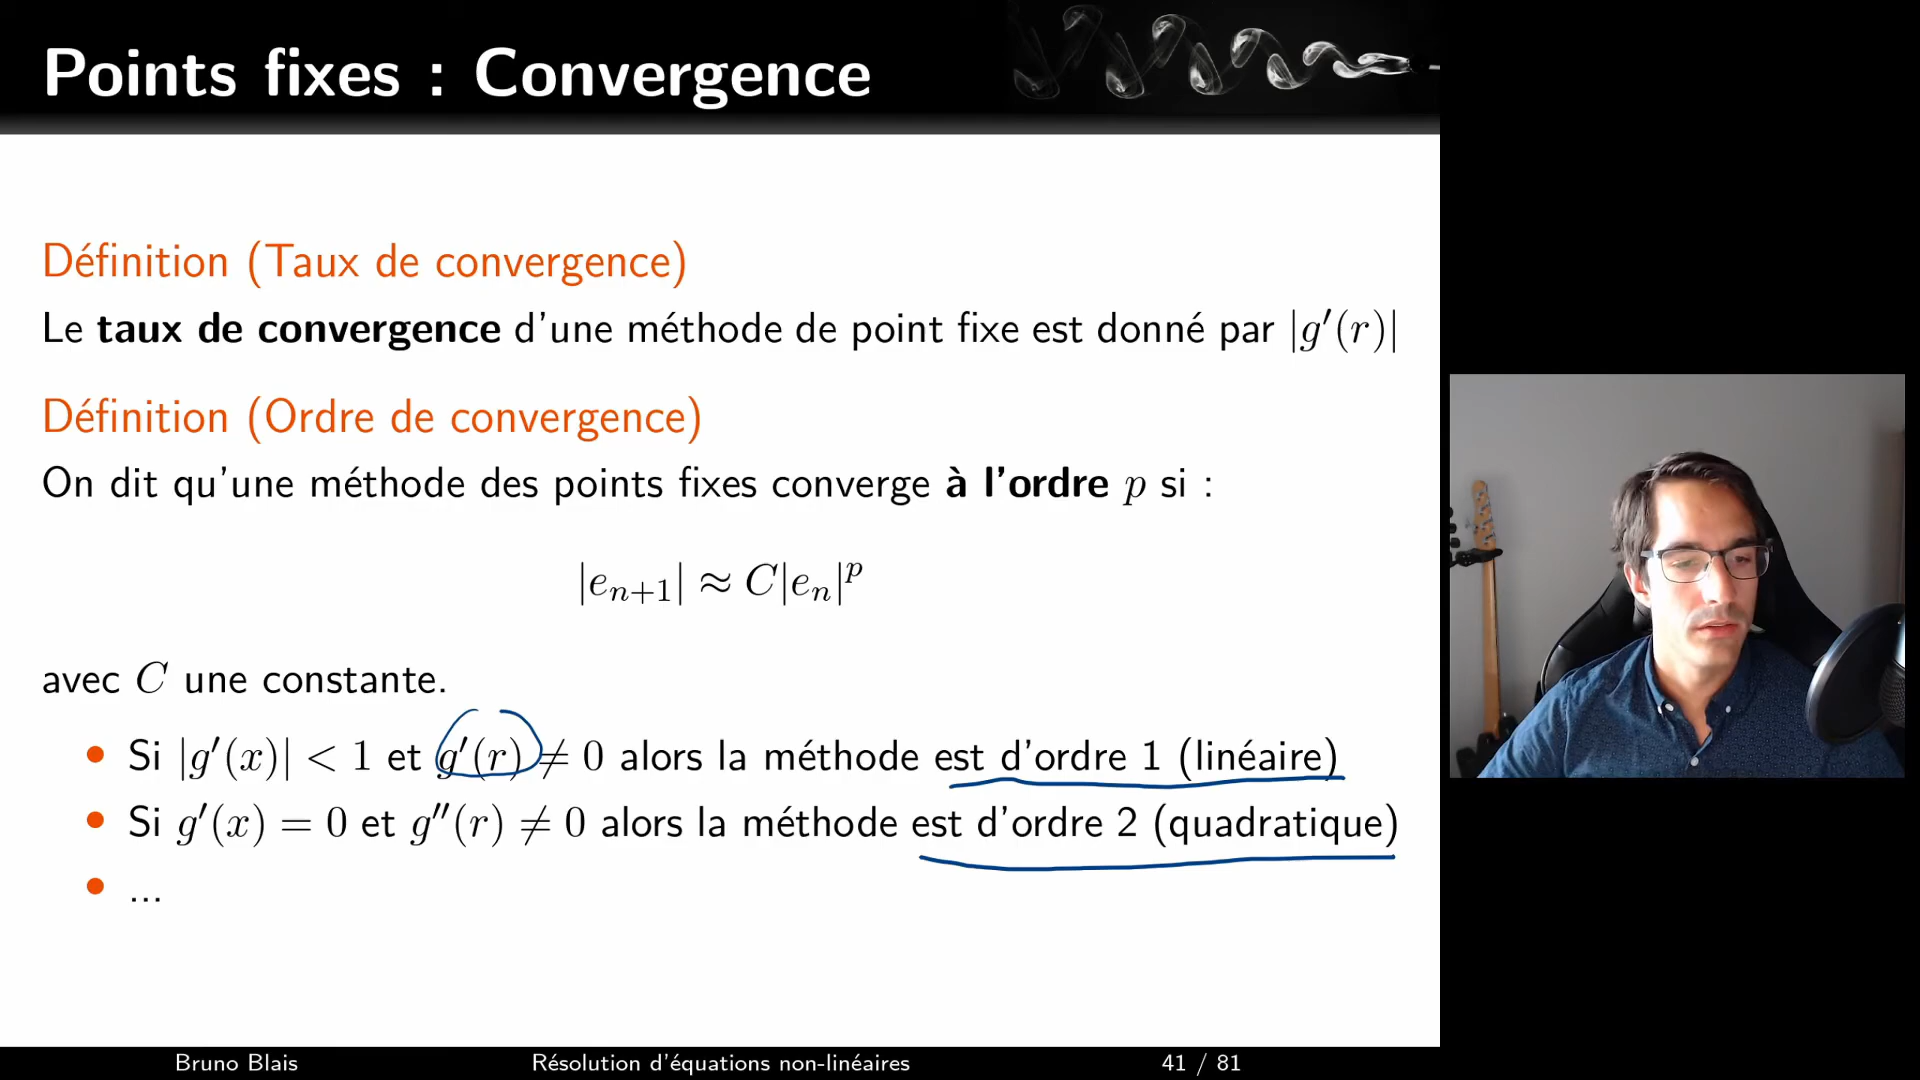 Points fixes : Convergence
Définition (Taux de convergence)
Le taux de convergence d'une méthode de point fixe est donné par |g′(r)|
Définition (Ordre de convergence)
On dit qu'une méthode des points fixes converge à l'ordre p si :
|eₙ₊₁| ≈ C|eₙ|ᵖ
avec C une constante.
• Si |g′(x)| < 1 et g′(r) ≠ 0 alors la méthode est d'ordre 1 (linéaire)
• Si g′(x) = 0 et g″(r) ≠ 0 alors la méthode est d'ordre 2 (quadratique)
• ...
Bruno Blais Résolution d'équations non-linéaires 41 / 81